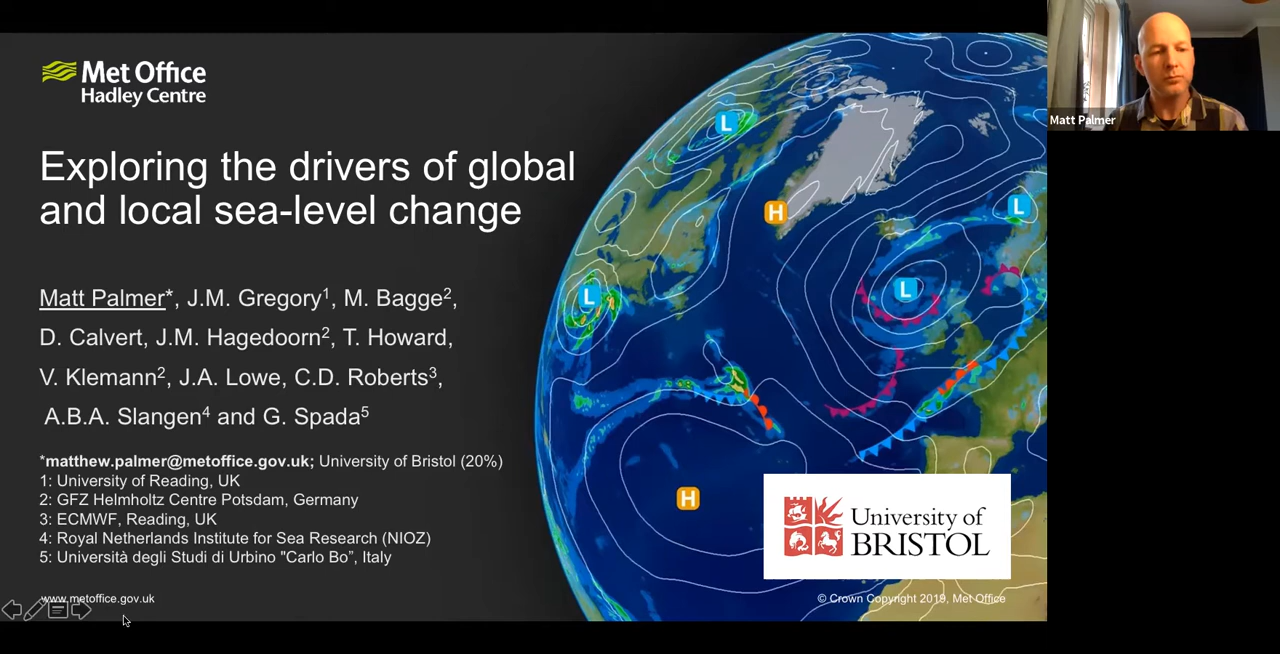 Met Office
Hadley Centre
Exploring the drivers of global
and local sea-level change
Matt Palmer*, J.M. Gregory1, M. Bagge2,
D. Calvert, J.M. Hagedoorn2, T. Howard,
V. Klemann2, J.A. Lowe, C.D. Roberts3,
A.B.A. Slangen4 and G. Spada5
*matthew.palmer@metoffice.gov.uk; University of Bristol (20%)
1: University of Reading, UK
2: GFZ Helmholtz Centre Potsdam, Germany
3: ECMWF, Reading, UK
4: Royal Netherlands Institute for Sea Research (NIOZ)
5: Università degli Studi di Urbino "Carlo Bo”, Italy
www.metoffice.gov.uk
L
H
L
L
L
H
University of
BRISTOL
© Crown Copyright 2019, Met Office
Matt Palmer